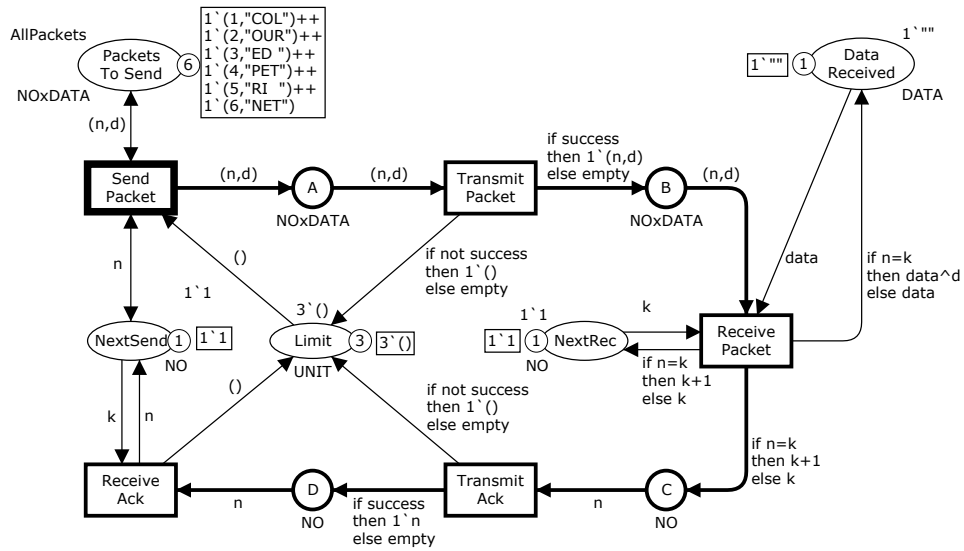 AllPackets
Packets
To Send
6
NOxDATA
1`(1,"COL")++
1`(2,"OUR")++
1`(3,"ED ")++
1`(4,"PET")++
1`(5,"RI  ")++
1`(6,"NET")
1`""
1`""
1
Data
Received
DATA
(n,d)
Send
Packet
(n,d)
A
NOxDATA
(n,d)
Transmit
Packet
if success
then 1`(n,d)
else empty
B
NOxDATA
(n,d)
n
()
if not success
then 1`()
else empty
data
if n=k
then data^d
else data
1`1
NextSend
1
1`1
NO
3`()
Limit
3
3`()
UNIT
1`1
1`1
1
NextRec
NO
k
if n=k
then k+1
else k
Receive
Packet
k
n
()
if not success
then 1`()
else empty
if n=k
then k+1
else k
Receive
Ack
n
D
NO
if success
then 1`n
else empty
Transmit
Ack
n
C
NO